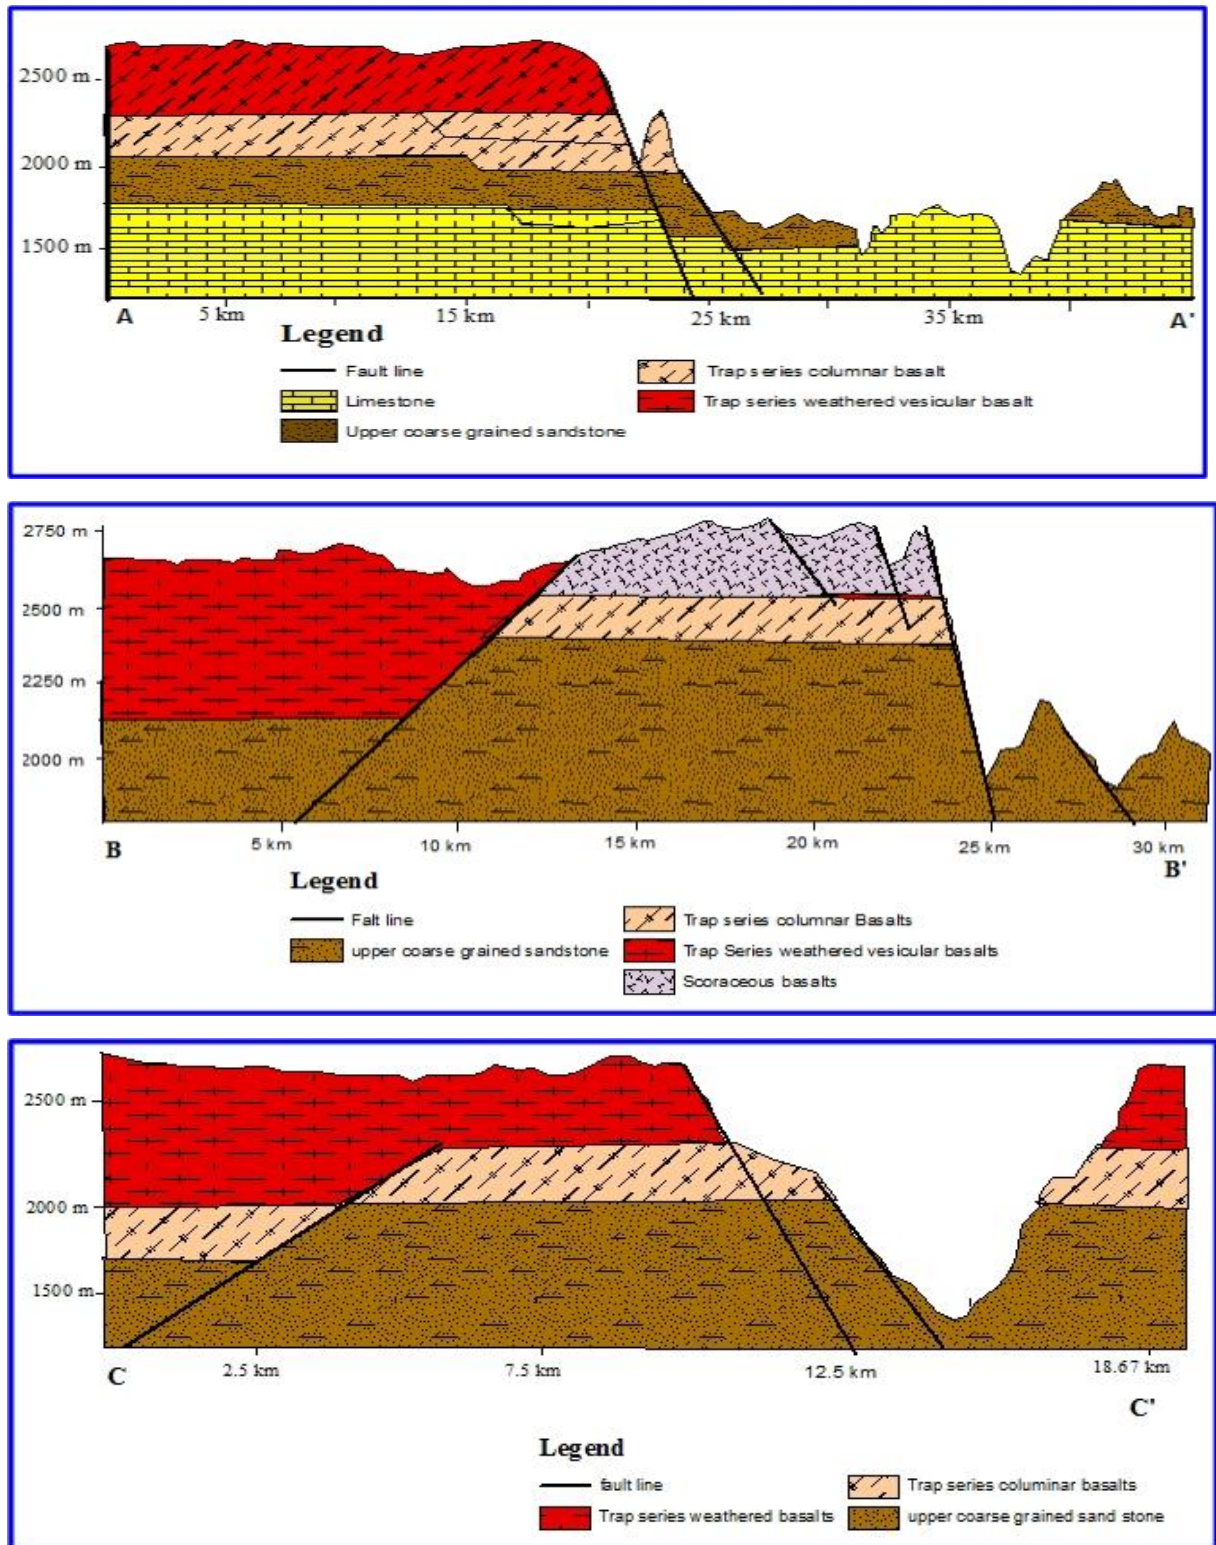 2500 m
2000 m
1500 m
A 5 km 15 km 25 km 35 km A'
Legend
Fault line
Limestone
Upper coarse grained sandstone
Trap series columnar basalt
Trap series weathered vesicular basalt
2750 m
2500 m
2250 m
2000 m
B 5 km 10 km 15 km 20 km 25 km 30 km B'
Legend
Falt line
upper coarse grained sandstone
Trap series columnar Basalts
Trap Series weathered vesicular basalts
Scoraceous basalts
2500 m
2000 m
1500 m
C 2.5 km 7.5 km 12.5 km 18.67 km
C'
Legend
fault line
Trap series weathered basalts
Trap series columinar basalts
upper coarse grained sand stone